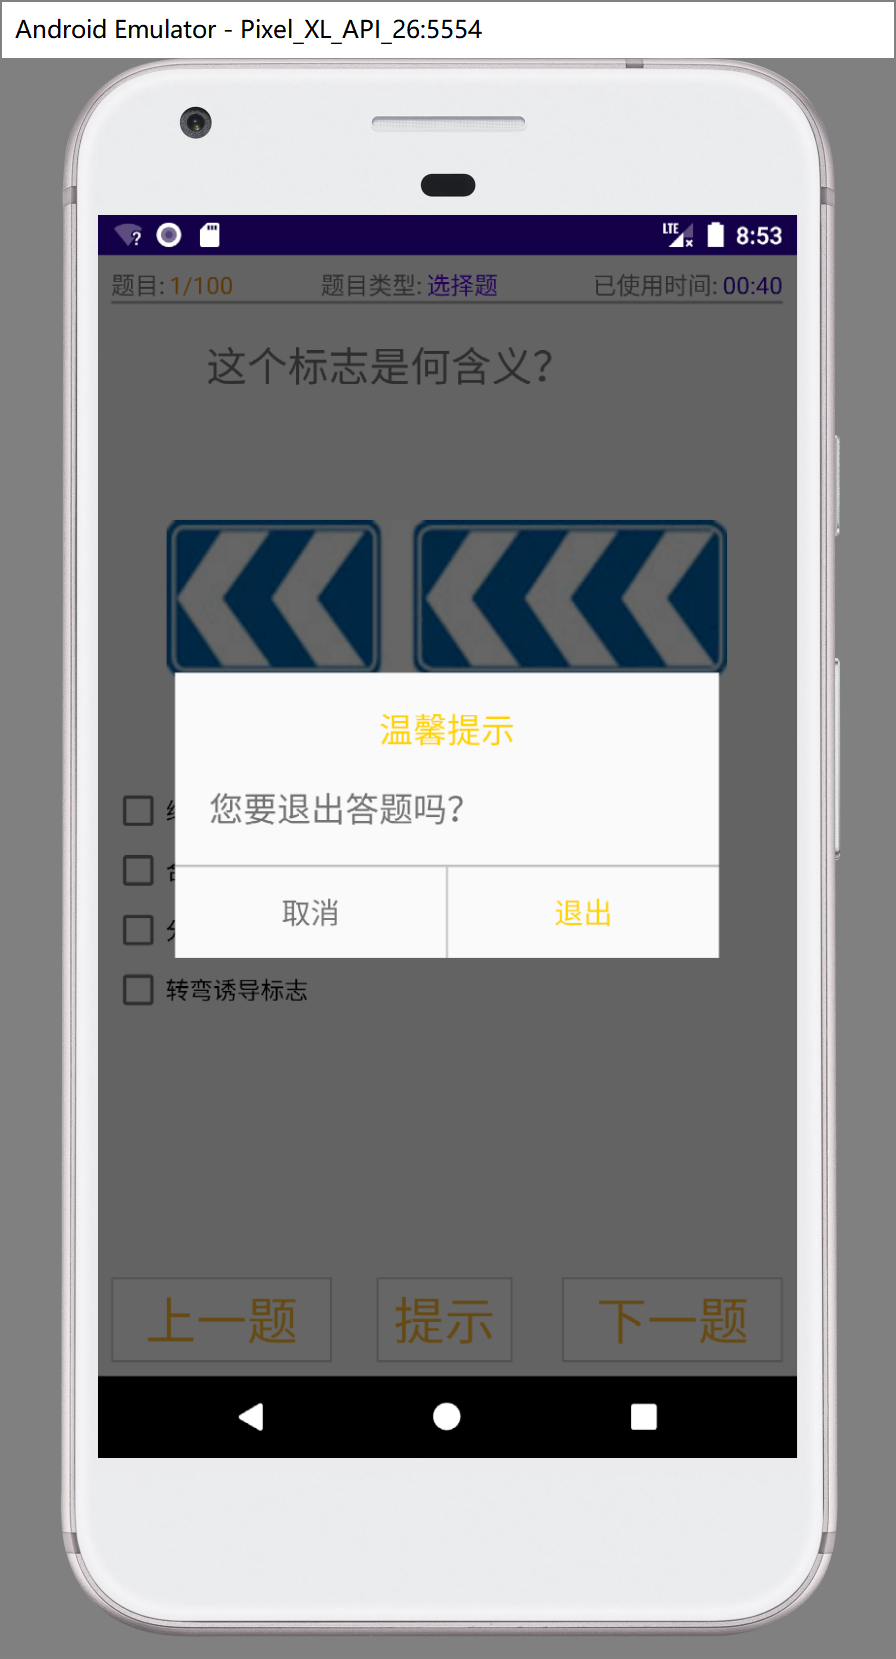 Android Emulator - Pixel_XL_API_26:5554
LTE 8:53
题目: 1/100 题目类型: 选择题 已使用时间: 00:40
这个标志是何含义?
温馨提示
您要退出答题吗?
取消 退出
转弯诱导标志
上一题 提示 下一题